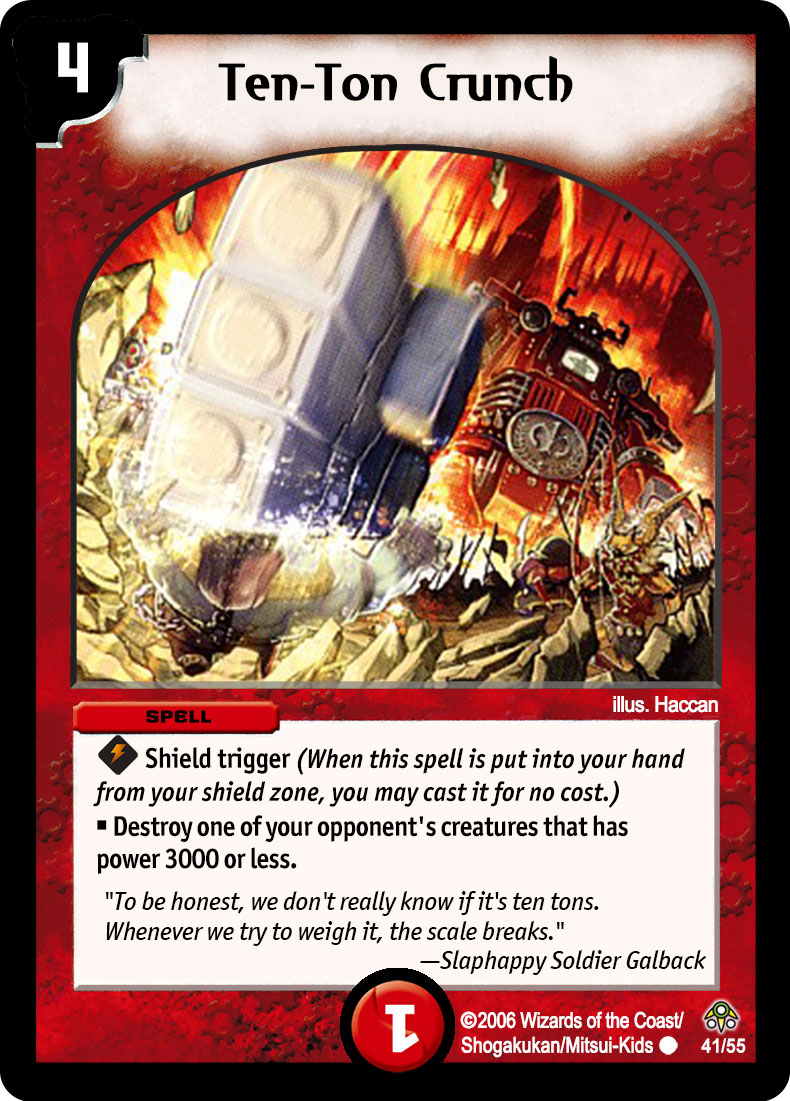 4
Ten-Ton Crunch
illus. Haccan
SPELL
Shield trigger (When this spell is put into your hand
from your shield zone, you may cast it for no cost.)
▪ Destroy one of your opponent's creatures that has
power 3000 or less.
"To be honest, we don't really know if it's ten tons.
Whenever we try to weigh it, the scale breaks."
—Slaphappy Soldier Galback
1
©2006 Wizards of the Coast/
Shogakukan/Mitsui-Kids
41/55